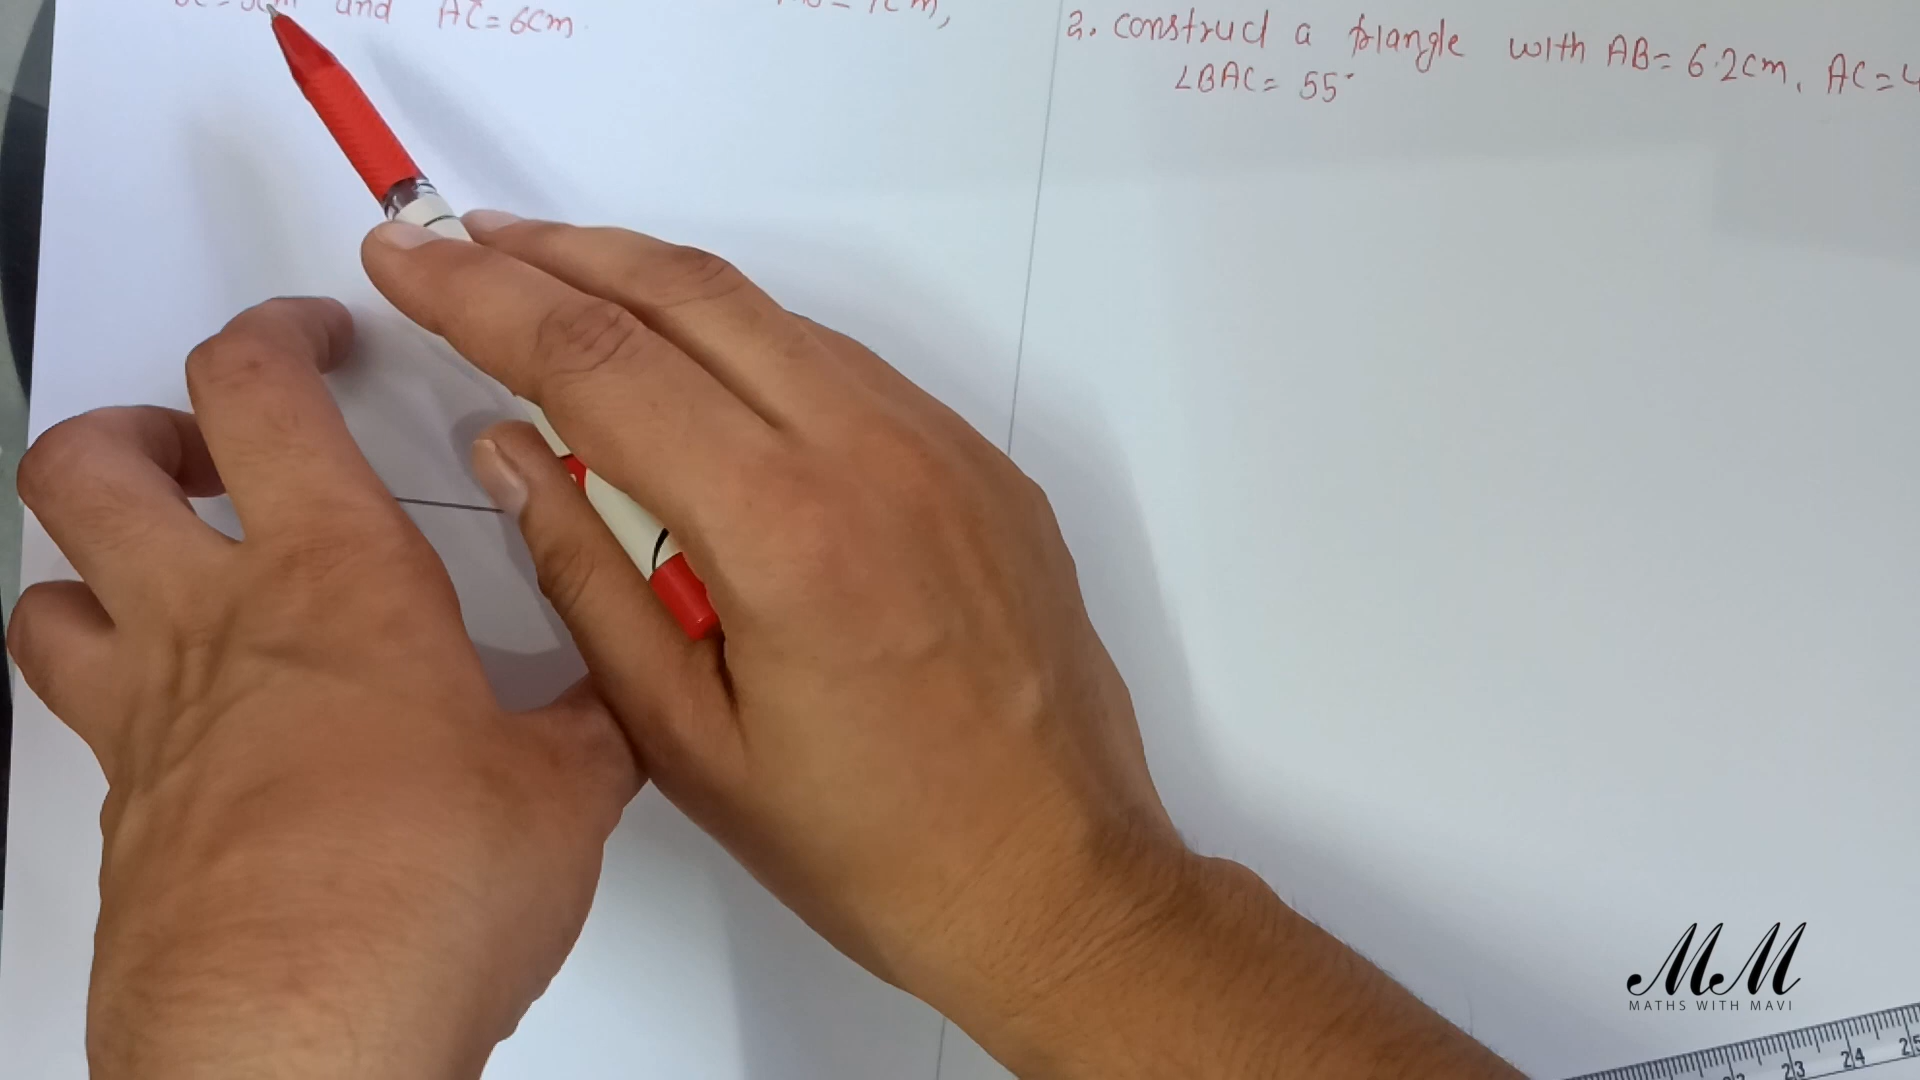 and AC = 6cm
2. construct a triangle with AB = 6.2cm, AC =
∠BAC = 55°
MM
MATHS WITH MAVI
23 24